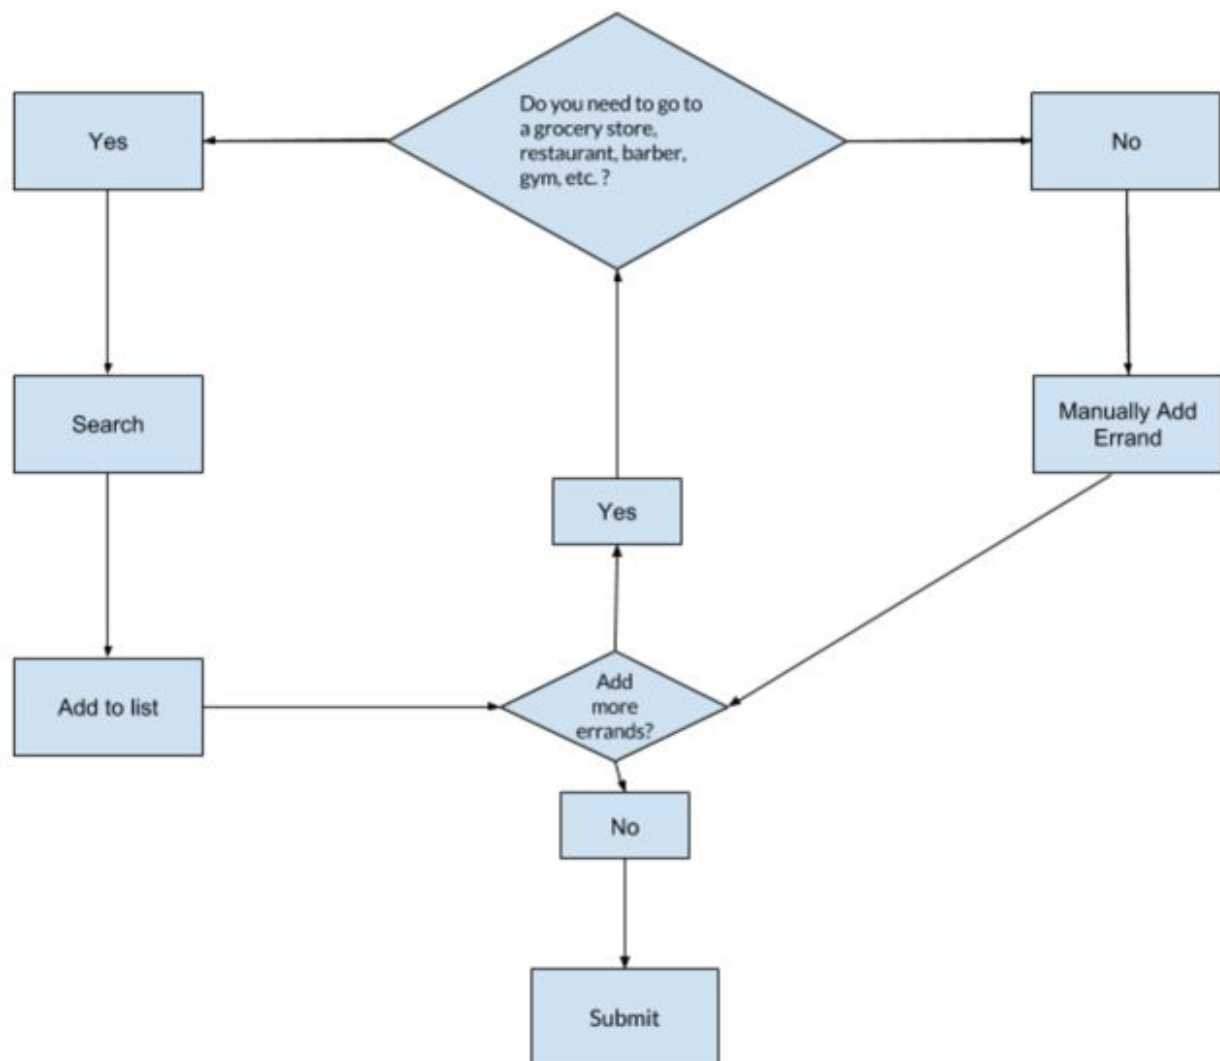 Do you need to go to
a grocery store,
restaurant, barber,
gym, etc. ?
Yes
No
Search
Manually Add
Errand
Yes
Add to list
Add
more
errands?
No
Submit